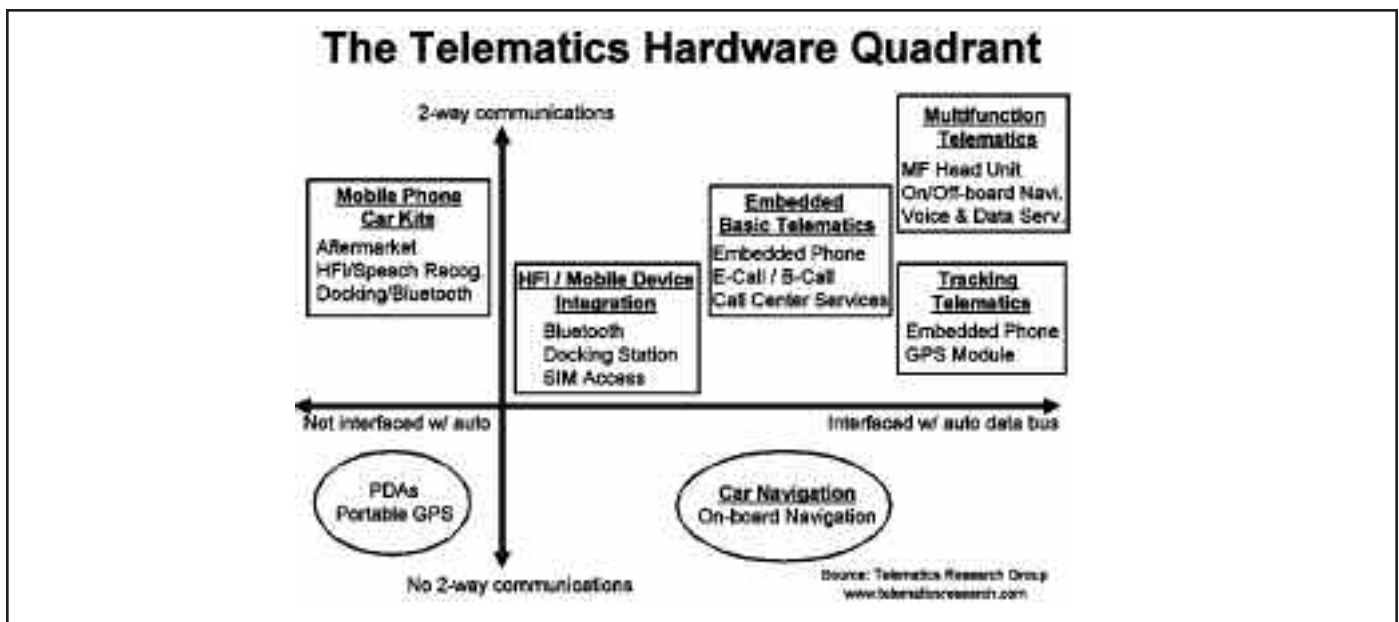 The Telematics Hardware Quadrant
2-way communications
Multifunction
Telematics
MF Head Unit
On/Off-board Navi.
Voice & Data Serv.
Mobile Phone
Car Kits
Aftermarket
HFI/Speech Recog.
Docking/Bluetooth
Embedded
Basic Telematics
Embedded Phone
E-Call / B-Call
Call Center Services
HFI / Mobile Device
Integration
Bluetooth
Docking Station
SIM Access
Tracking
Telematics
Embedded Phone
GPS Module
Not interfaced w/ auto
Interfaced w/ auto data bus
PDAs
Portable GPS
Car Navigation
On-board Navigation
No 2-way communications
Source: Telematics Research Group
www.telematicsresearch.com